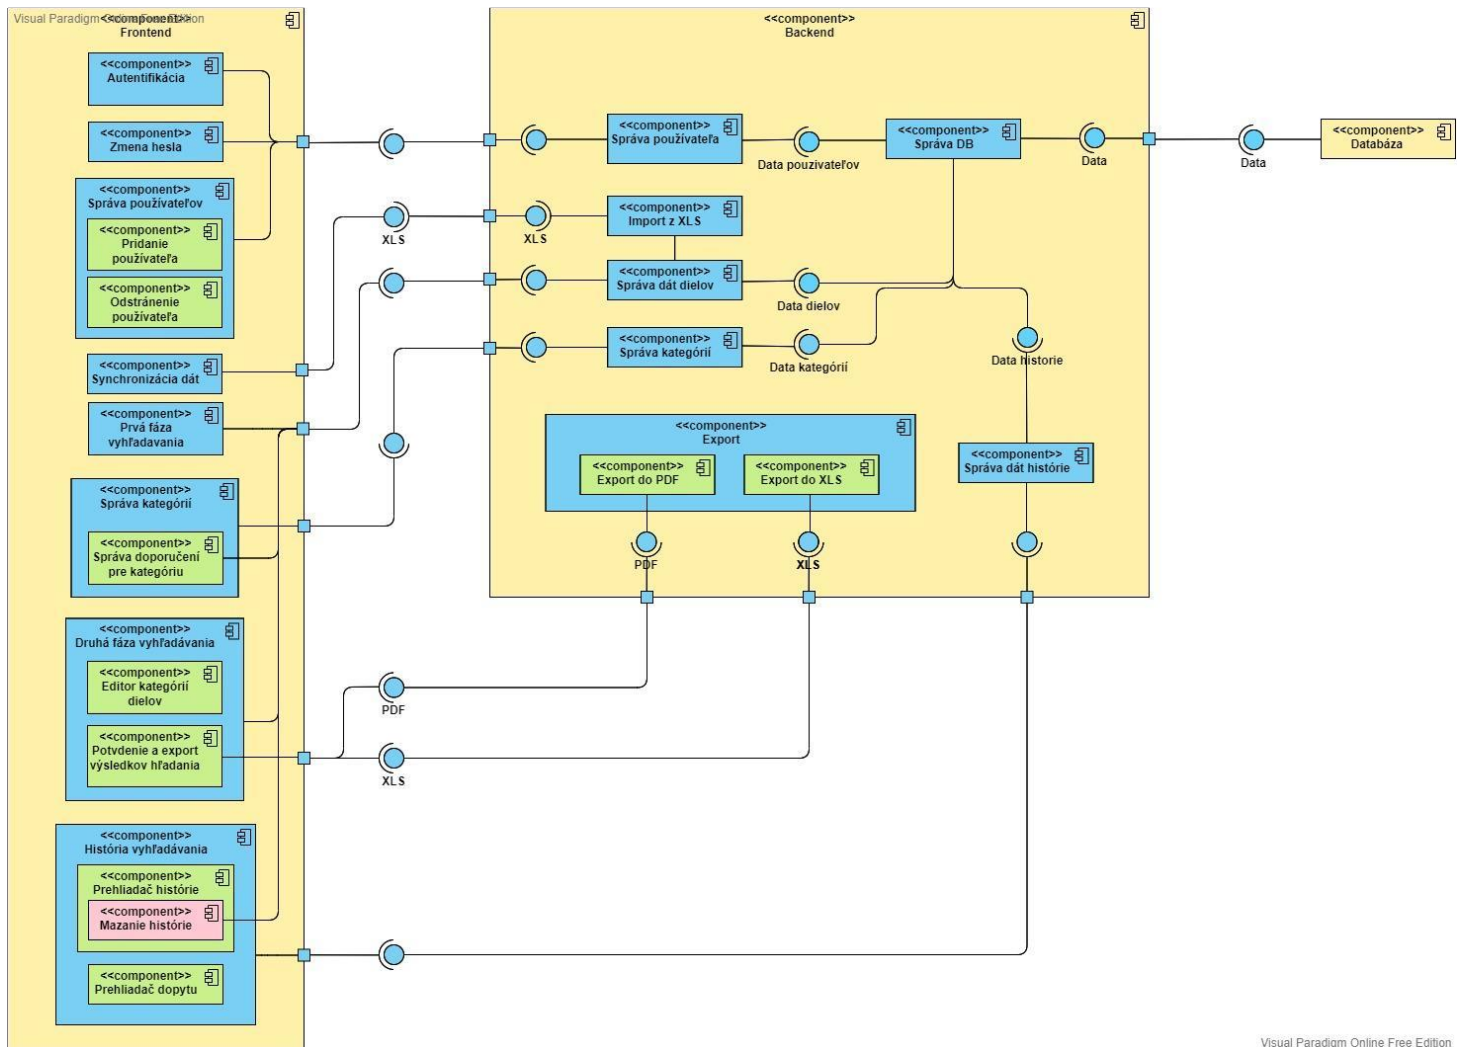 Visual Paradigm Online Free Edition
<<component>>
Frontend
<<component>>
Autentifikácia
<<component>>
Zmena hesla
<<component>>
Správa používateľov
<<component>>
Pridanie
používateľa
<<component>>
Odstránenie
používateľa
<<component>>
Synchronizácia dát
<<component>>
Prvá fáza
vyhľadavania
<<component>>
Správa kategórií
<<component>>
Správa doporučení
pre kategóriu
<<component>>
Druhá fáza vyhľadávania
<<component>>
Editor kategórií
dielov
<<component>>
Potvdenie a export
výsledkov hľadania
<<component>>
História vyhľadávania
<<component>>
Prehliadač histórie
<<component>>
Mazanie histórie
<<component>>
Prehliadač dopytu
XLS
PDF
XLS
<<component>>
Backend
<<component>>
Správa používateľa
Data pouzivateľov
<<component>>
Správa DB
Data
XLS
<<component>>
Import z XLS
<<component>>
Správa dát dielov
Data dielov
<<component>>
Správa kategórií
Data kategórií
Data historie
<<component>>
Export
<<component>>
Export do PDF
<<component>>
Export do XLS
<<component>>
Správa dát histórie
PDF
XLS
Data
<<component>>
Databáza
Visual Paradigm Online Free Edition